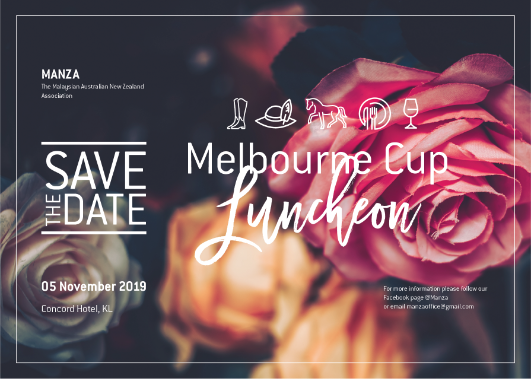 MANZA
The Malaysian Australian New Zealand
Association
SAVE
THE
DATE
Melbourne Cup
Luncheon
05 November 2019
Concord Hotel, KL
For more information please follow our
Facebook page @Manza
or email manzaoffice@gmail.com